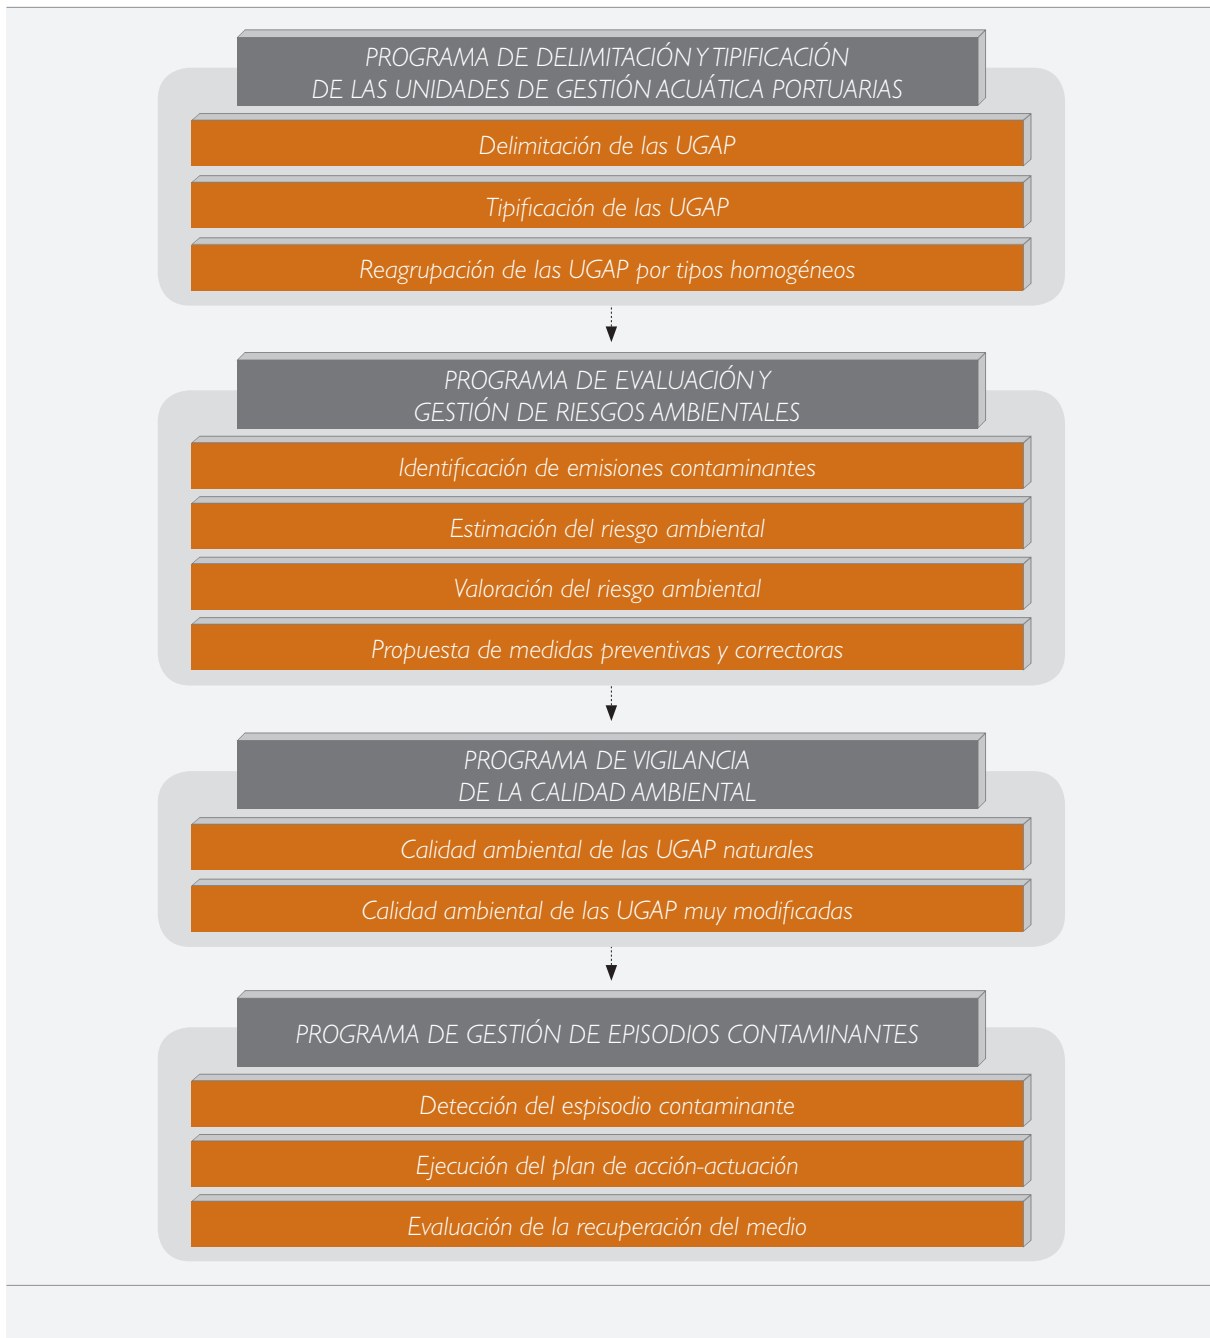 PROGRAMA DE DELIMITACIÓN Y TIPIFICACIÓN
DE LAS UNIDADES DE GESTIÓN ACUÁTICA PORTUARIAS
Delimitación de las UGAP
Tipificación de las UGAP
Reagrupación de las UGAP por tipos homogéneos
PROGRAMA DE EVALUACIÓN Y
GESTIÓN DE RIESGOS AMBIENTALES
Identificación de emisiones contaminantes
Estimación del riesgo ambiental
Valoración del riesgo ambiental
Propuesta de medidas preventivas y correctoras
PROGRAMA DE VIGILANCIA
DE LA CALIDAD AMBIENTAL
Calidad ambiental de las UGAP naturales
Calidad ambiental de las UGAP muy modificadas
PROGRAMA DE GESTIÓN DE EPISODIOS CONTAMINANTES
Detección del espisodio contaminante
Ejecución del plan de acción-actuación
Evaluación de la recuperación del medio